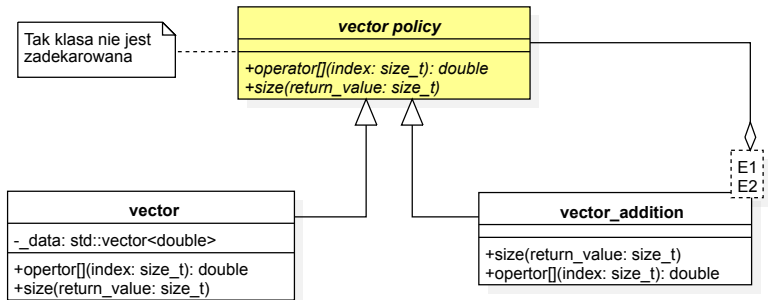 Tak klasa nie jest
zadekarowana
vector policy
+operator[](index: size_t): double
+size(return_value: size_t)
E1
E2
vector
-_data: std::vector<double>
+opertor[](index: size_t): double
+size(return_value: size_t)
vector_addition
+size(return_value: size_t)
+opertor[](index: size_t): double